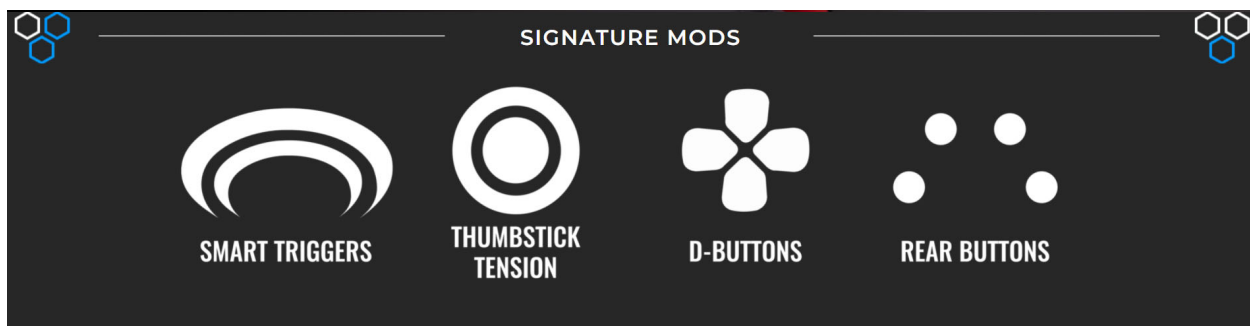 SIGNATURE MODS
SMART TRIGGERS
THUMBSTICK
TENSION
D-BUTTONS
REAR BUTTONS